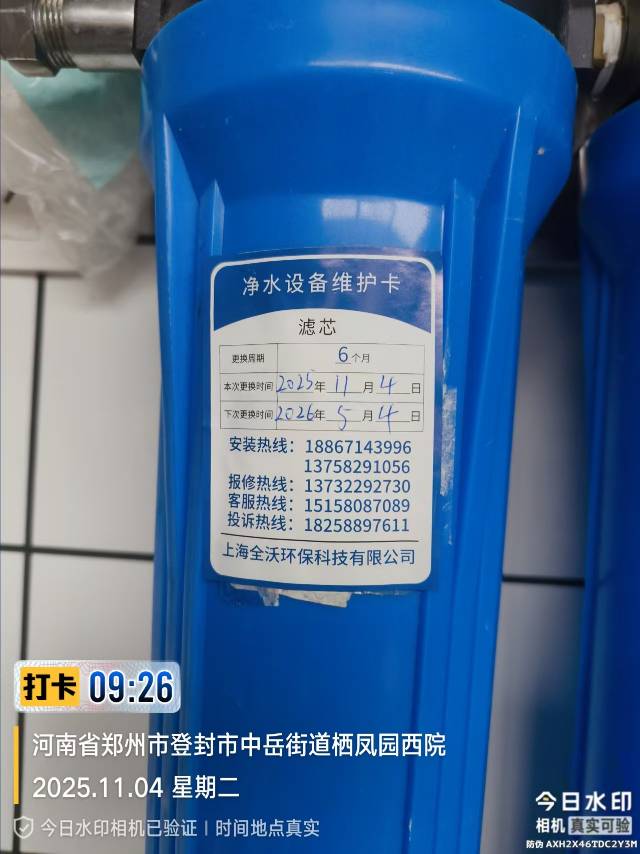 净水设备维护卡
滤芯
更换周期 6个月
本次更换时间 2025年 11月 4日
下次更换时间 2026年 5月 4日
安装热线：18867143996
13758291056
报修热线：13732292730
客服热线：15158087089
投诉热线：18258897611
上海全沃环保科技有限公司
打卡 09:26
河南省郑州市登封市中岳街道栖凤园西院
2025.11.04 星期二
今日水印相机已验证 | 时间地点真实
今日水印
相机 真实可验
防伪 AXH2X46TDC2Y3M